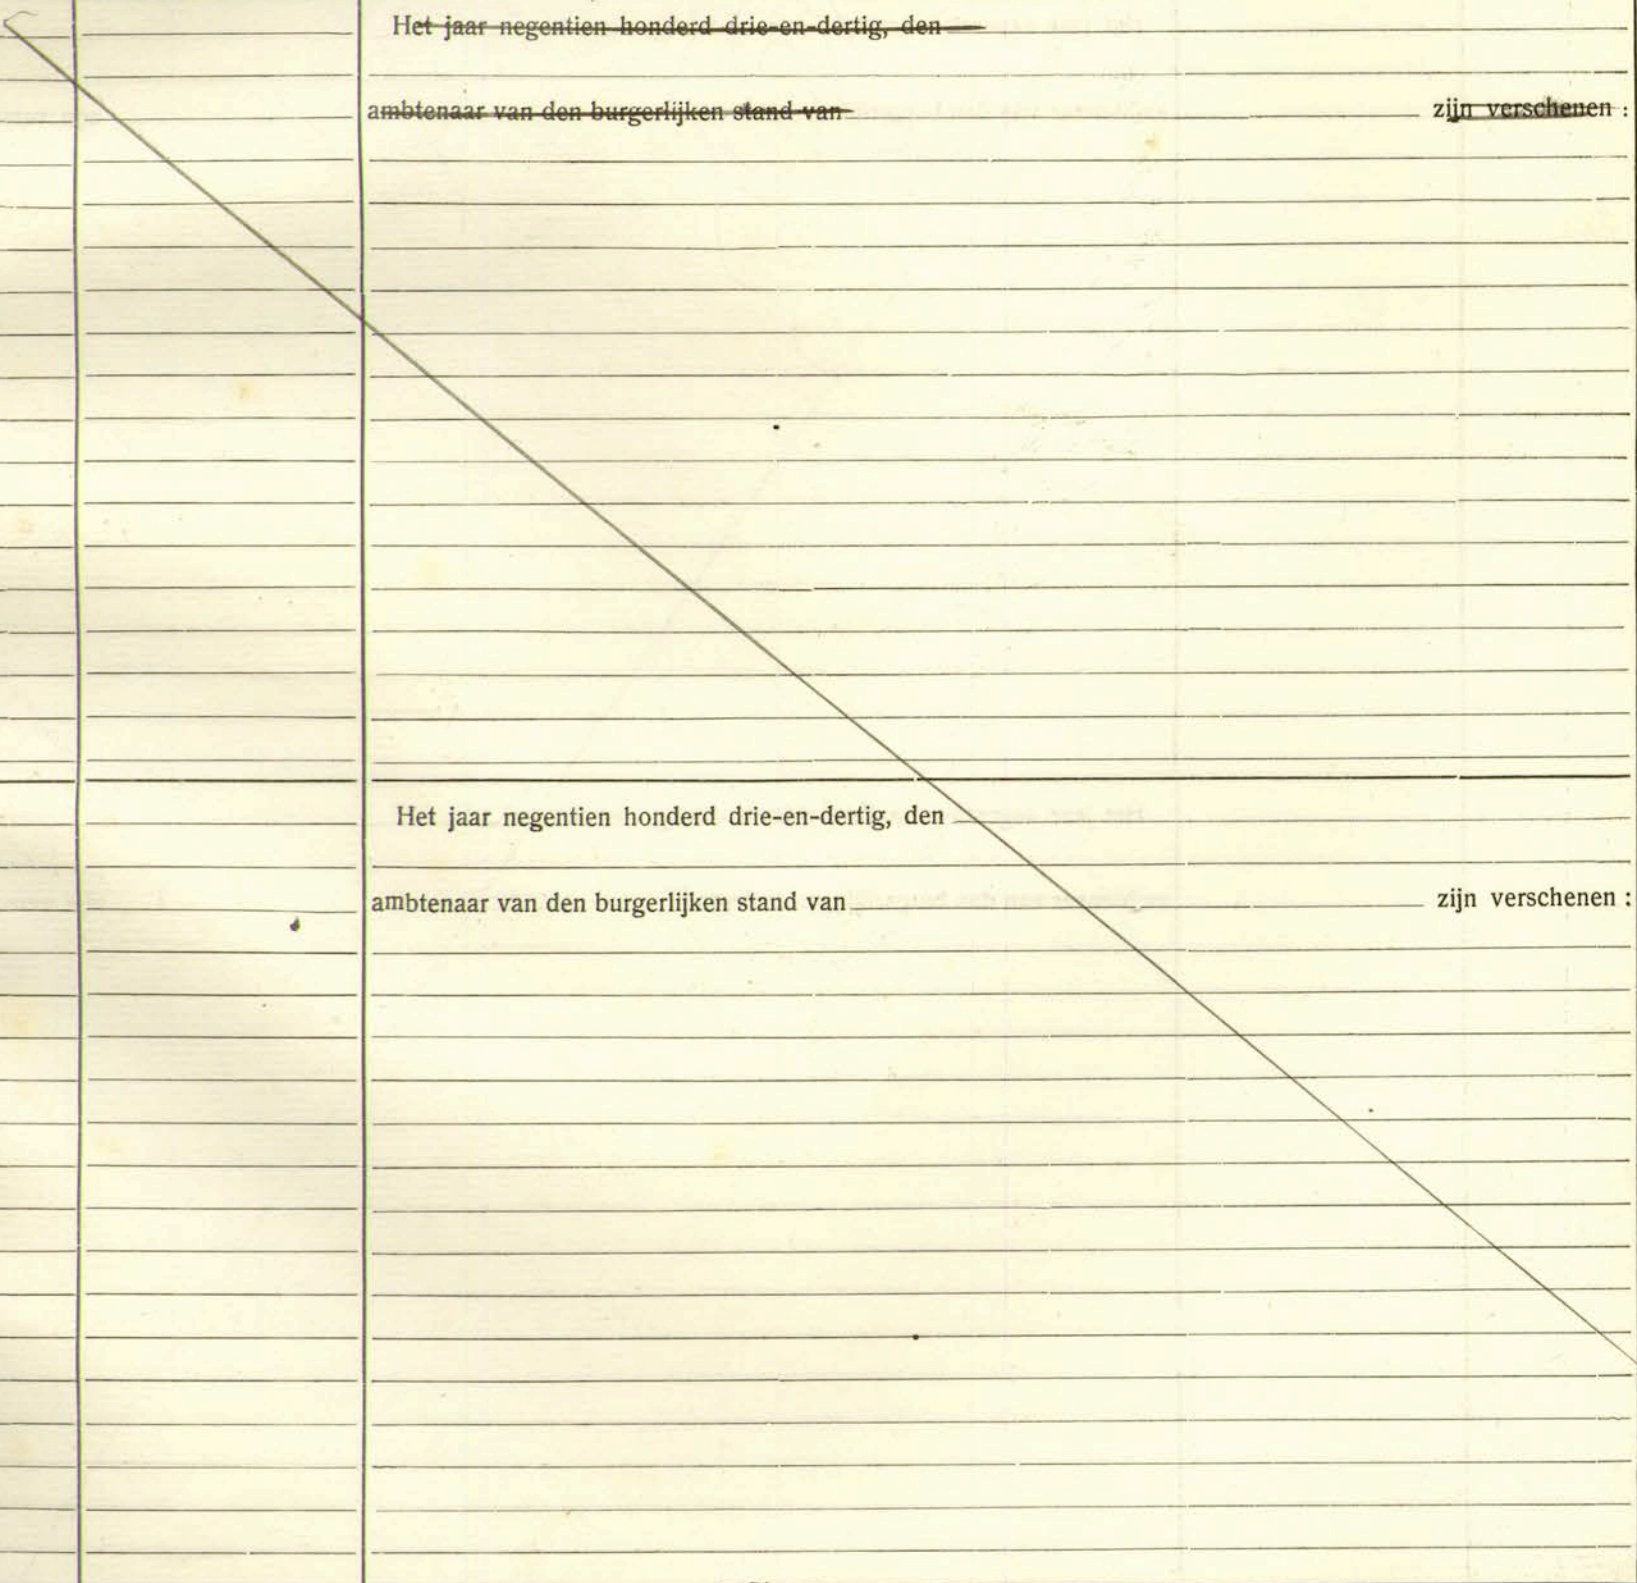 Het jaar negentien honderd drie-en-dertig, den
ambtenaar van den burgerlijken stand van zijn verschenen :
Het jaar negentien honderd drie-en-dertig, den
ambtenaar van den burgerlijken stand van zijn verschenen :